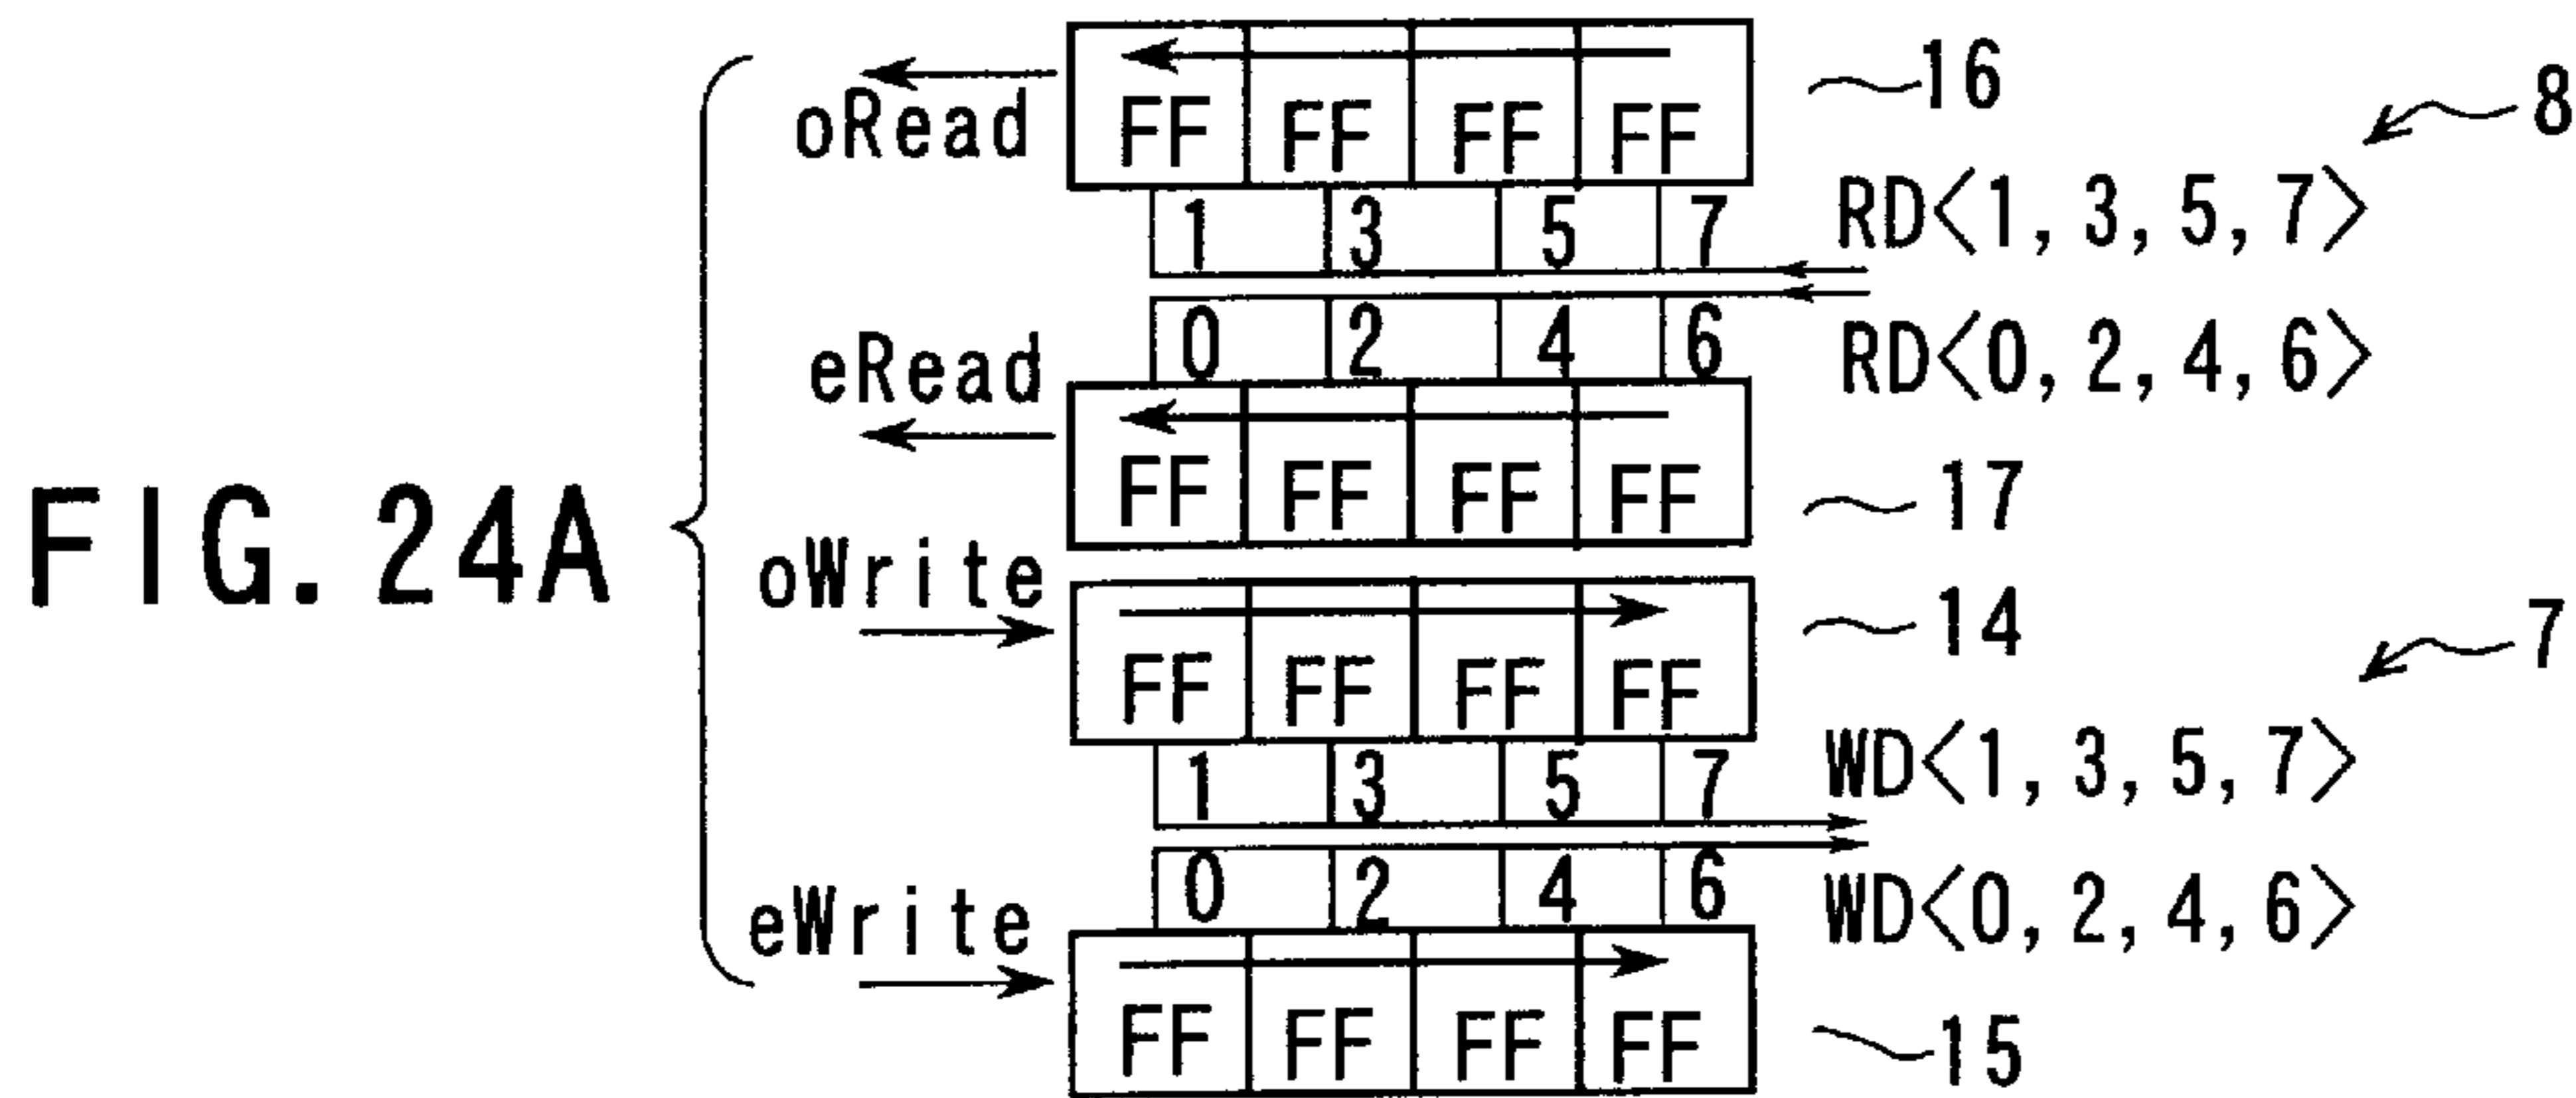 FIG. 24A
oRead
FF FF FF FF
16
8
1 3 5 7
RD<1, 3, 5, 7>
0 2 4 6
RD<0, 2, 4, 6>
eRead
FF FF FF FF
17
oWrite
FF FF FF FF
14
7
1 3 5 7
WD<1, 3, 5, 7>
0 2 4 6
WD<0, 2, 4, 6>
eWrite
FF FF FF FF
15